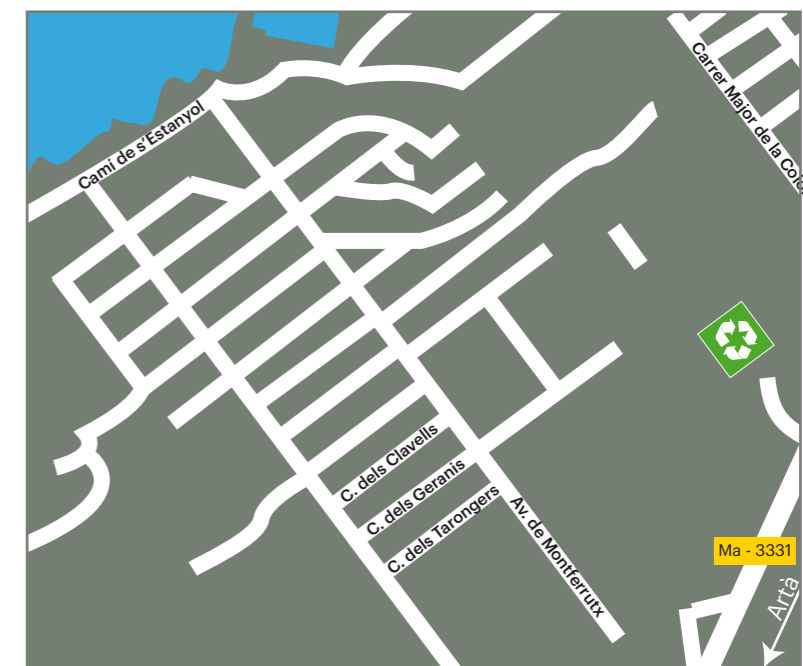 Camí de s'Estanyol
Carrer Major de la Colò
C. dels Clavells
C. dels Geranis
C. dels Tarongers
Av. de Montferrutx
Ma - 3331
Artà